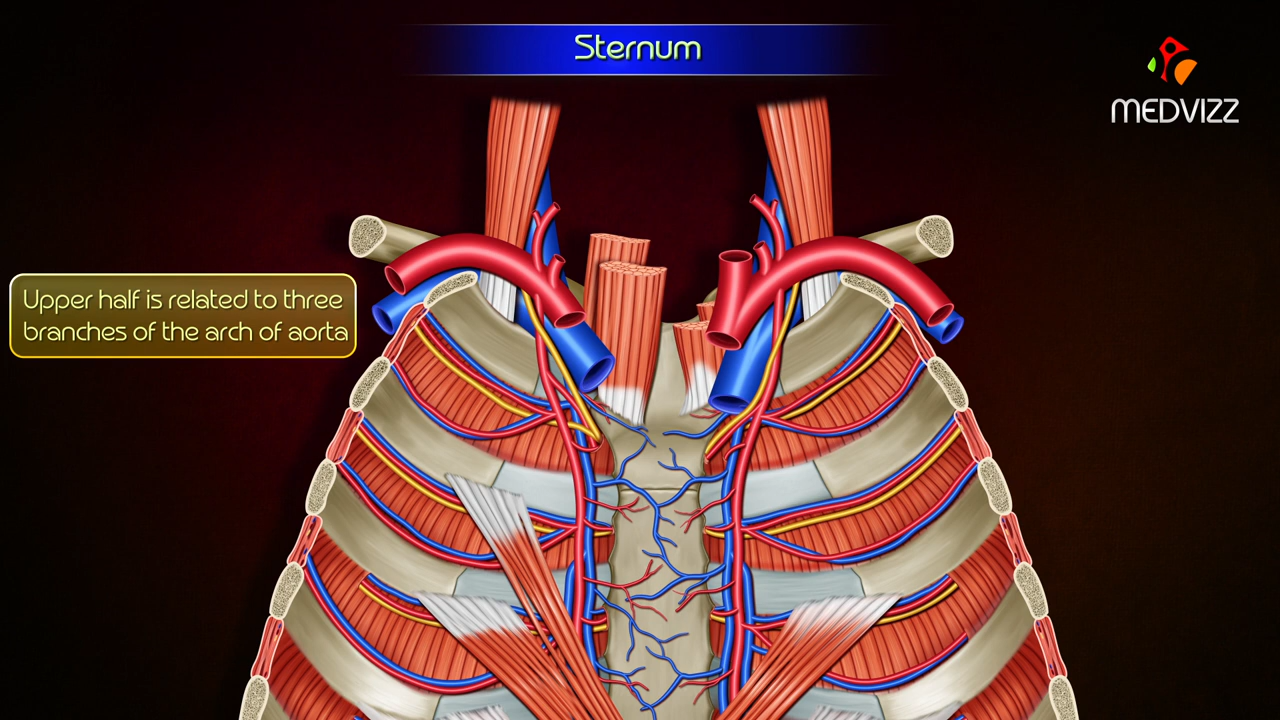 Sternum
MEDVIZZ
Upper half is related to three
branches of the arch of aorta